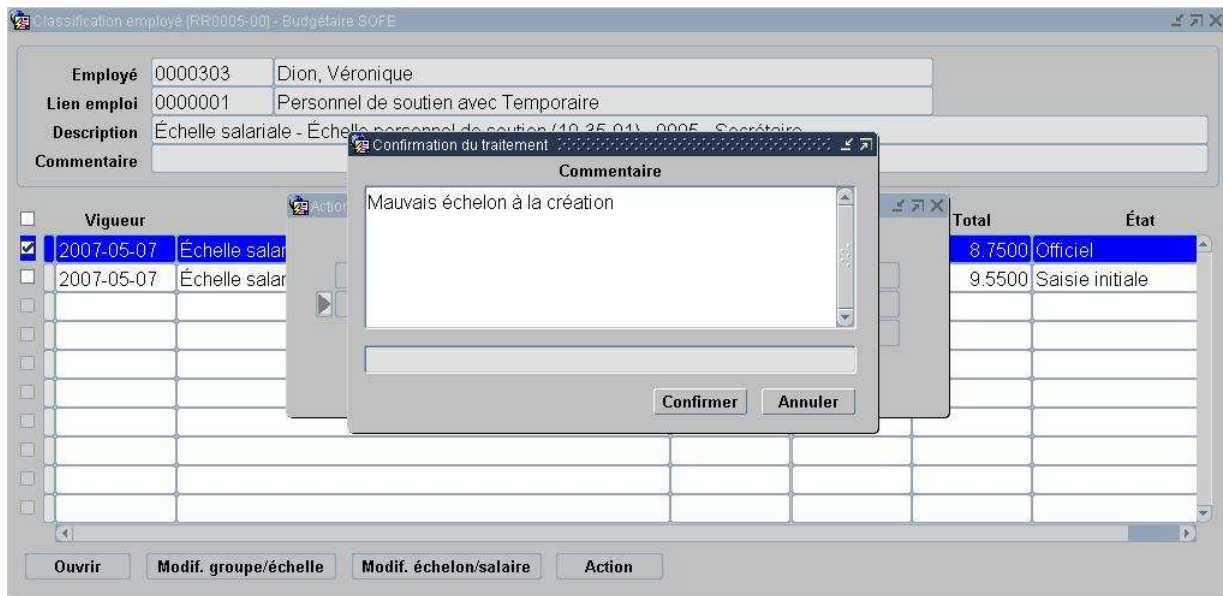 Classification employé [RR0005-00] - Budgétaire SOFE
Employé 0000303 Dion, Véronique
Lien emploi 0000001 Personnel de soutien avec Temporaire
Description Échelle salariale - Échelle personnel de soutien (10-35-01) - 0005 - Secrétaire
Commentaire
Confirmation du traitement
Commentaire
Mauvais échelon à la création
Confirmer Annuler
Action
Vigueur Total État
2007-05-07 Échelle salar 8.7500 Officiel
2007-05-07 Échelle salar 9.5500 Saisie initiale
Ouvrir Modif. groupe/échelle Modif. échelon/salaire Action